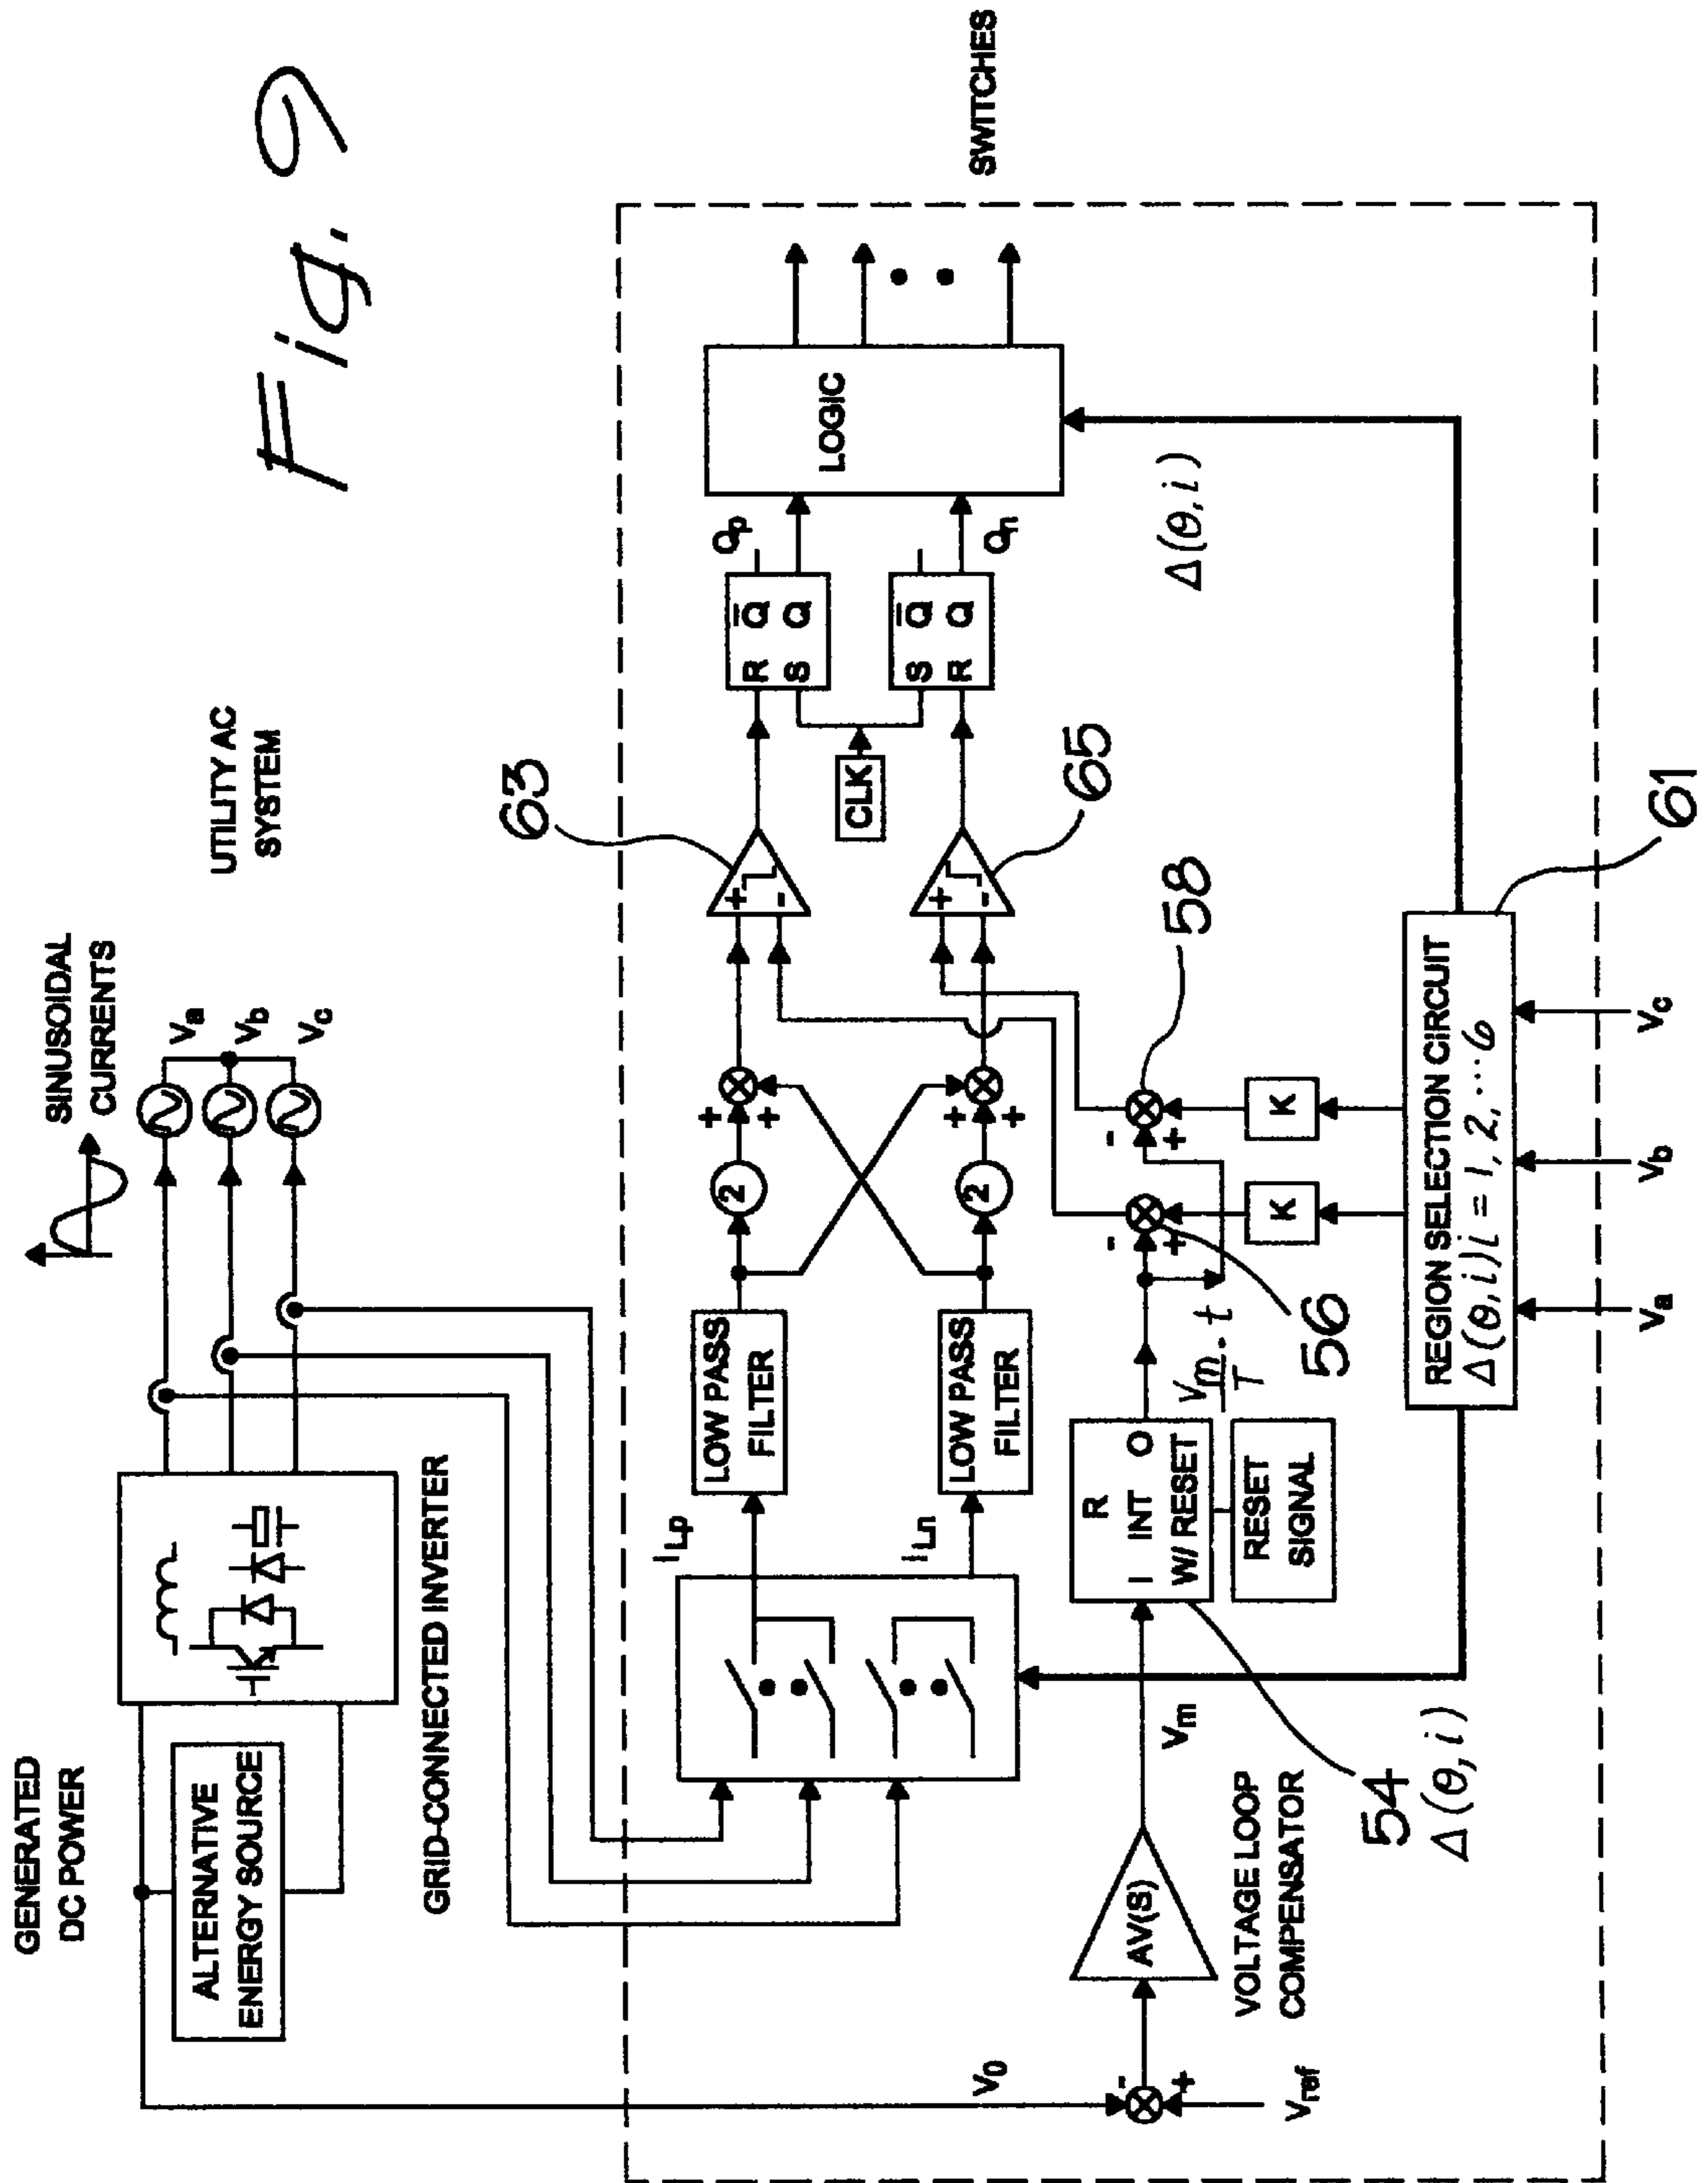 Fig. 9
GENERATED
DC POWER
ALTERNATIVE
ENERGY SOURCE
GRID-CONNECTED INVERTER
SINUSOIDAL
CURRENTS
Va
Vb
Vc
UTILITY AC
SYSTEM
ILp
ILn
LOW PASS
FILTER
LOW PASS
FILTER
2
2
+
+
+
+
63
65
+
-
+
-
CLK
R Q̅
S Q
S Q̅
R Q
Qp
Qn
LOGIC
SWITCHES
V0
-
+
Vref
AV(S)
VOLTAGE LOOP
COMPENSATOR
Vm
R
I INT O
W/ RESET
RESET
SIGNAL
54
Vm/T · t
-
+
56
-
+
58
K
K
REGION SELECTION CIRCUIT
Δ(θ,i) i = 1, 2, ... 6
61
Δ(θ,i)
Δ(θ,i)
Va
Vb
Vc